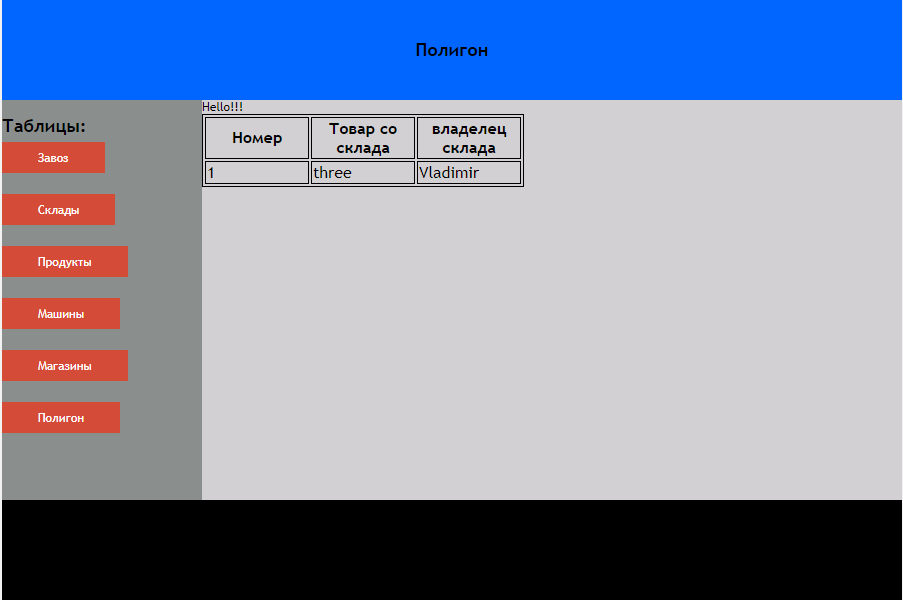 Полигон
Таблицы:
Завоз
Склады
Продукты
Машины
Магазины
Полигон
Hello!!!
Номер Товар со склада владелец склада
1 three Vladimir